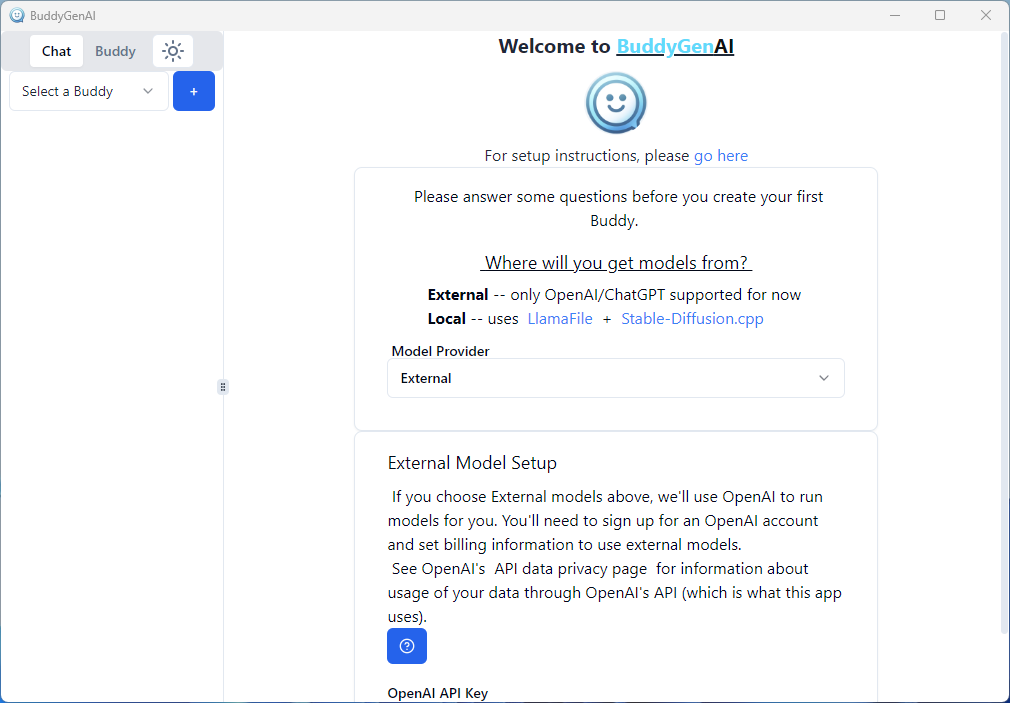 BuddyGenAI
Chat Buddy
Select a Buddy +
Welcome to BuddyGenAI
For setup instructions, please go here
Please answer some questions before you create your first
Buddy.
Where will you get models from?
External -- only OpenAI/ChatGPT supported for now
Local -- uses LlamaFile + Stable-Diffusion.cpp
Model Provider
External
External Model Setup
If you choose External models above, we'll use OpenAI to run
models for you. You'll need to sign up for an OpenAI account
and set billing information to use external models.
See OpenAI's API data privacy page for information about
usage of your data through OpenAI's API (which is what this app
uses).
OpenAI API Key